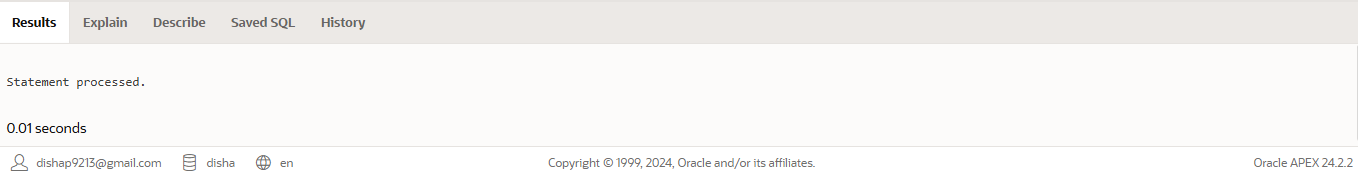 Results Explain Describe Saved SQL History
Statement processed.
0.01 seconds
dishap9213@gmail.com disha en Copyright © 1999, 2024, Oracle and/or its affiliates. Oracle APEX 24.2.2